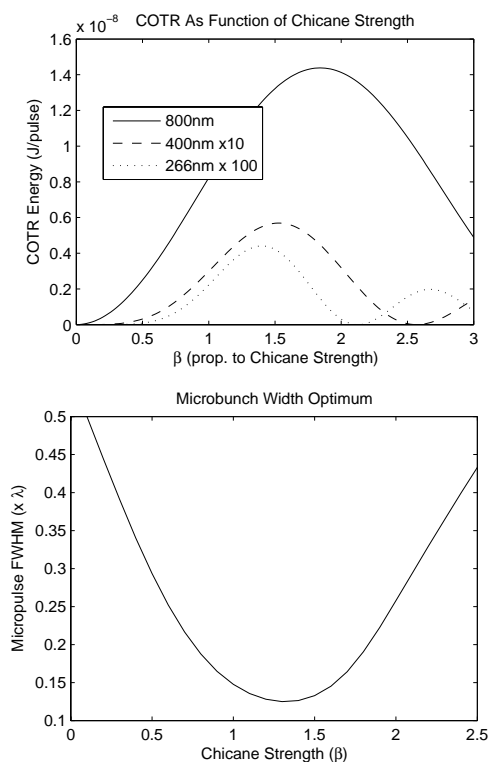 COTR As Function of Chicane Strength
x 10⁻⁸
1.6
1.4
1.2
1
0.8
0.6
0.4
0.2
0
COTR Energy (J/pulse)
800nm
400nm x10
266nm x 100
0 0.5 1 1.5 2 2.5 3
β (prop. to Chicane Strength)
Microbunch Width Optimum
0.5
0.45
0.4
0.35
0.3
0.25
0.2
0.15
0.1
Micropulse FWHM (x λ)
0 0.5 1 1.5 2 2.5
Chicane Strength (β)